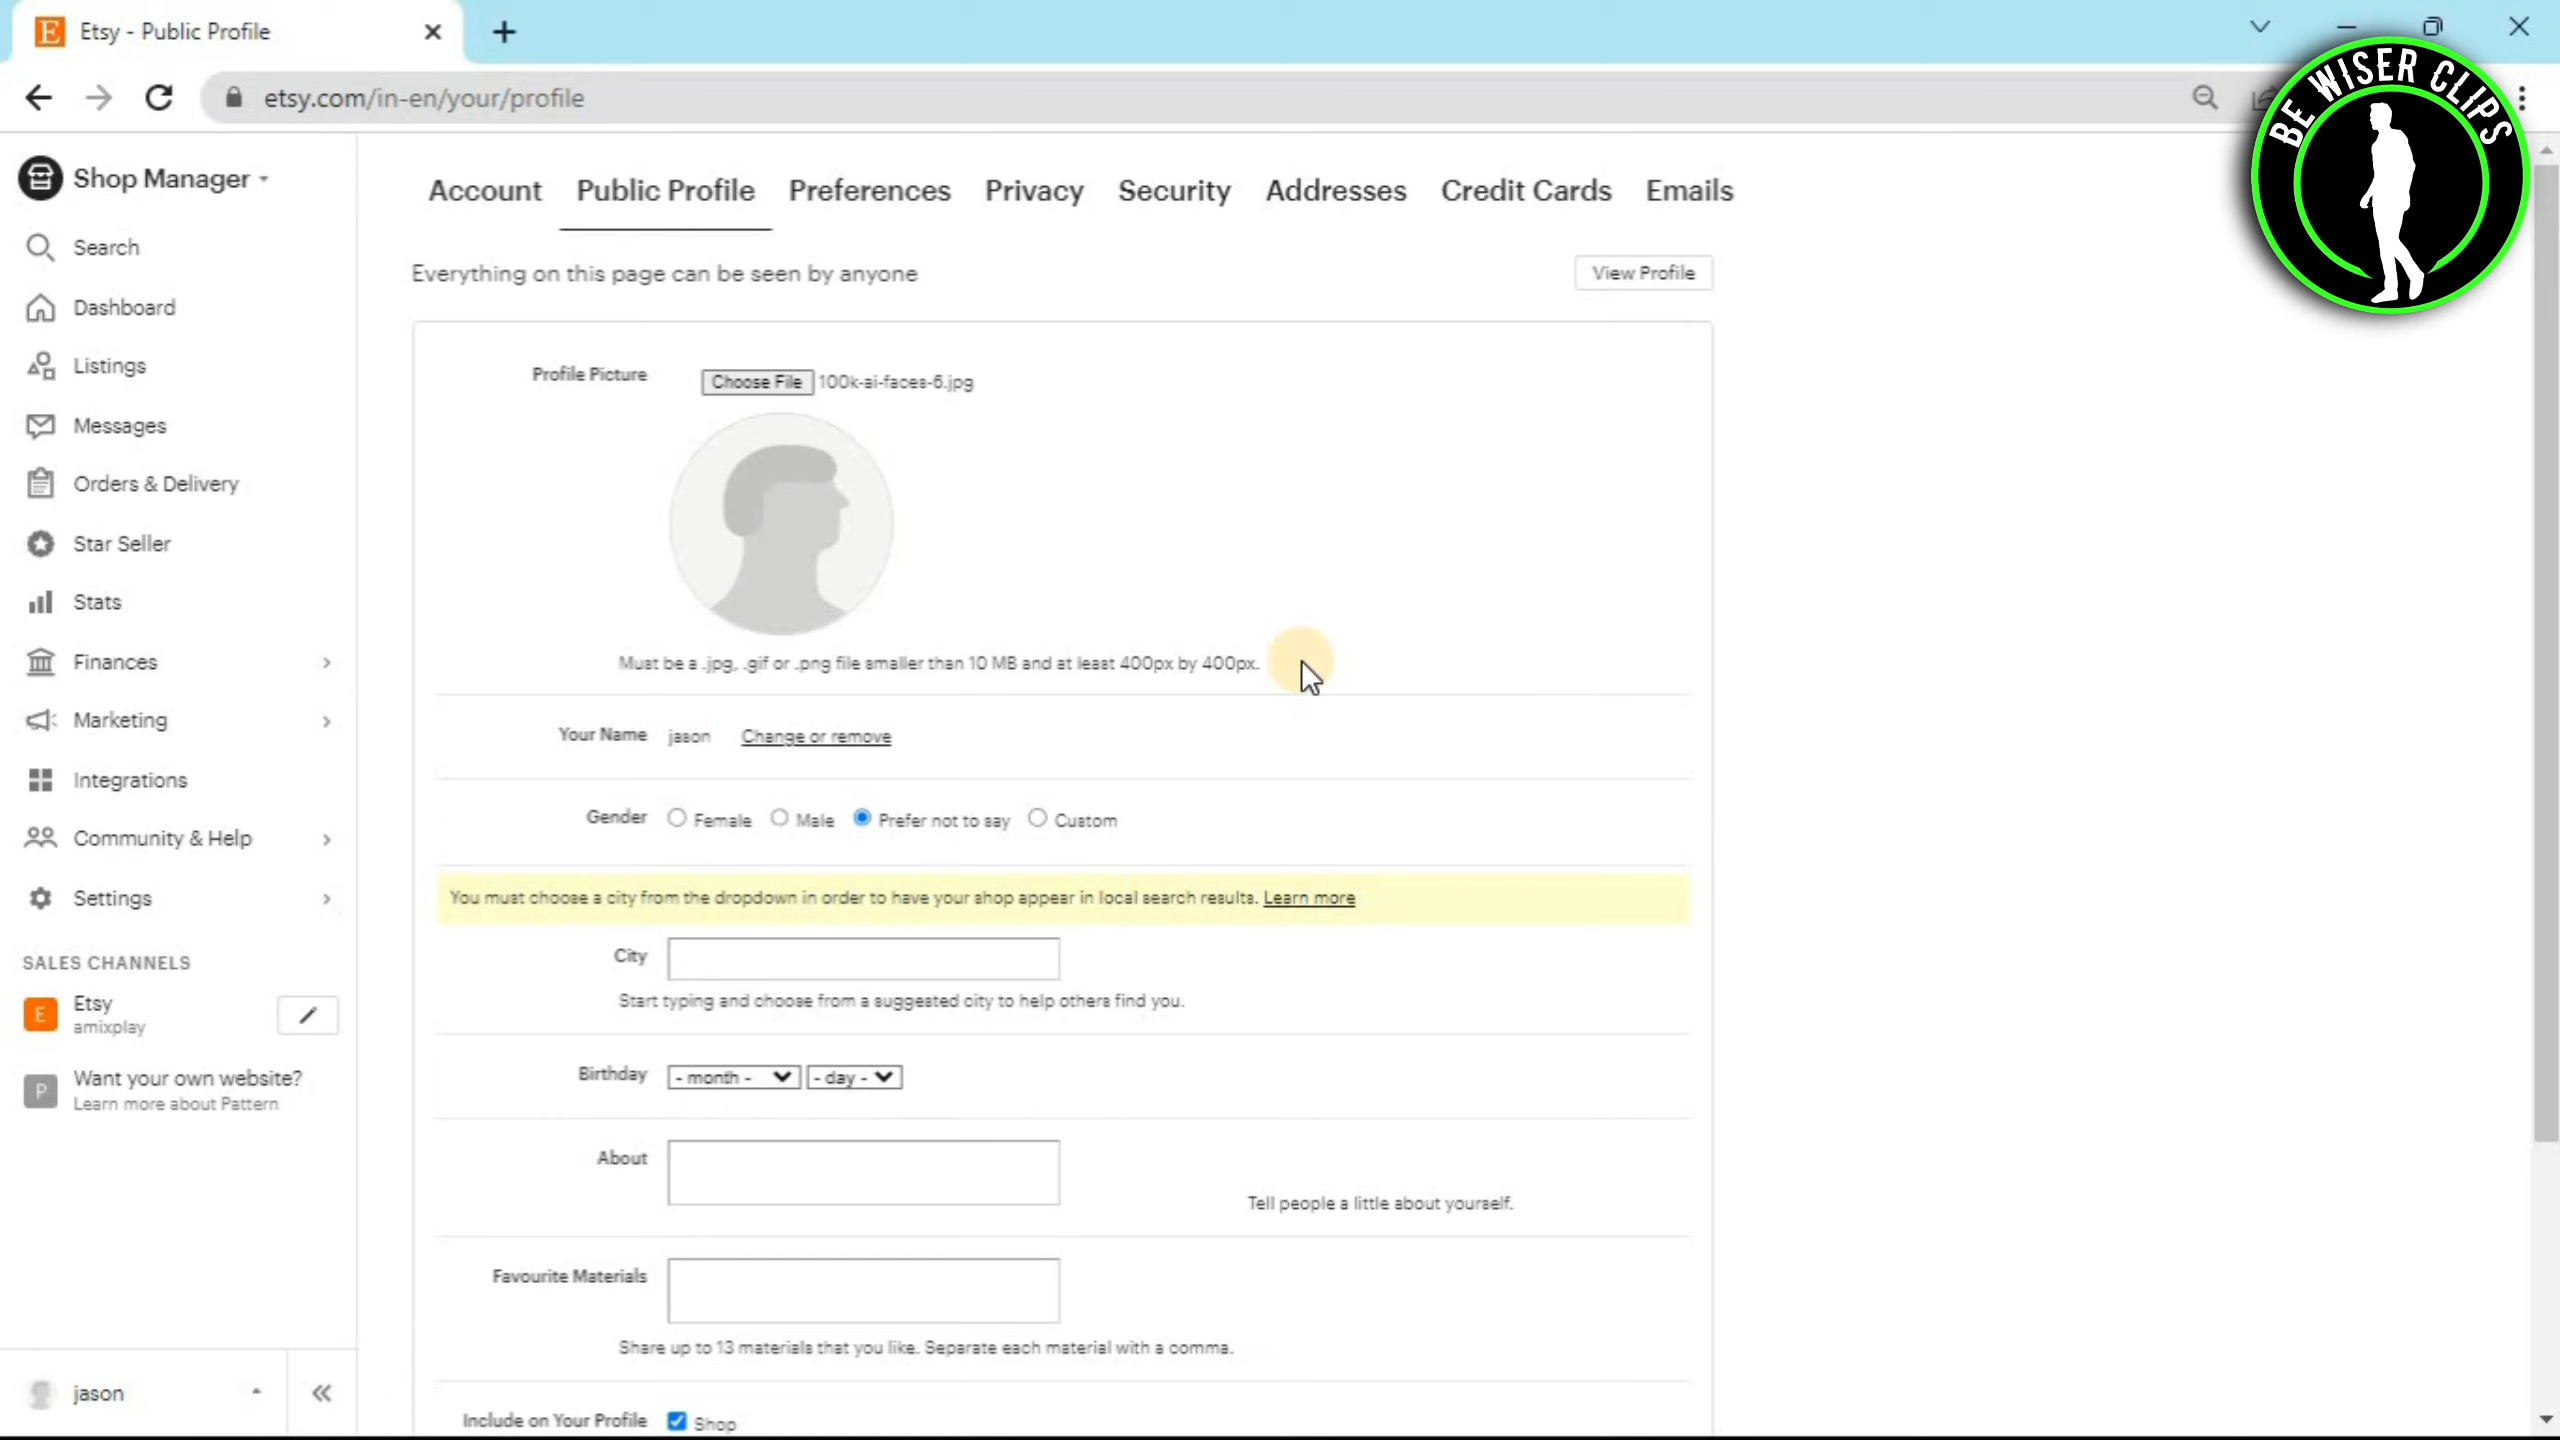 Etsy - Public Profile
etsy.com/in-en/your/profile
BE WISER CLIPS
Shop Manager
Search
Dashboard
Listings
Messages
Orders & Delivery
Star Seller
Stats
Finances
Marketing
Integrations
Community & Help
Settings
SALES CHANNELS
E
Etsy
amixplay
P
Want your own website?
Learn more about Pattern
jason
Account Public Profile Preferences Privacy Security Addresses Credit Cards Emails
Everything on this page can be seen by anyone
View Profile
Profile Picture Choose File 100k-ai-faces-6.jpg
Must be a .jpg, .gif or .png file smaller than 10 MB and at least 400px by 400px.
Your Name jason Change or remove
Gender Female Male Prefer not to say Custom
You must choose a city from the dropdown in order to have your shop appear in local search results. Learn more
City
Start typing and choose from a suggested city to help others find you.
Birthday - month - - day -
About
Tell people a little about yourself.
Favourite Materials
Share up to 13 materials that you like. Separate each material with a comma.
Include on Your Profile Shop